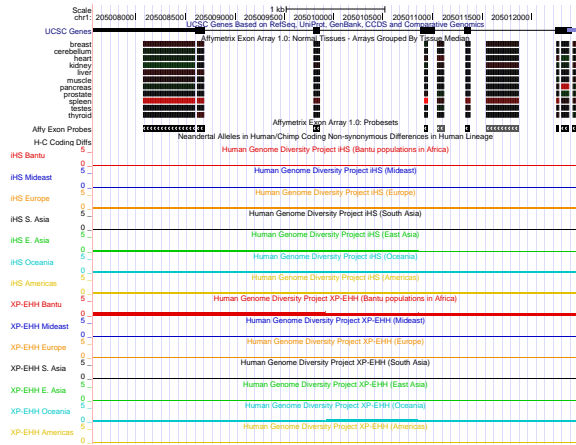 Scale 1 kb
chr1: 205008000 205008500 205009000 205009500 205010000 205010500 205011000 205011500 205012000
UCSC Genes Based on RefSeq, UniProt, GenBank, CCDS and Comparative Genomics
UCSC Genes
Affymetrix Exon Array 1.0: Normal Tissues - Arrays Grouped By Tissue Median
breast
cerebellum
heart
kidney
liver
muscle
pancreas
prostate
spleen
testes
thyroid
Affymetrix Exon Array 1.0: Probesets
Affy Exon Probes
Neandertal Alleles in Human/Chimp Coding Non-synonymous Differences in Human Lineage
H-C Coding Diffs
5 Human Genome Diversity Project iHS (Bantu populations in Africa)
iHS Bantu
0
5 Human Genome Diversity Project iHS (Mideast)
iHS Mideast
0
5 Human Genome Diversity Project iHS (Europe)
iHS Europe
0
5 Human Genome Diversity Project iHS (South Asia)
iHS S. Asia
0
5 Human Genome Diversity Project iHS (East Asia)
iHS E. Asia
0
5 Human Genome Diversity Project iHS (Oceania)
iHS Oceania
0
5 Human Genome Diversity Project iHS (Americas)
iHS Americas
0
5 Human Genome Diversity Project XP-EHH (Bantu populations in Africa)
XP-EHH Bantu
0
5 Human Genome Diversity Project XP-EHH (Mideast)
XP-EHH Mideast
0
5 Human Genome Diversity Project XP-EHH (Europe)
XP-EHH Europe
0
5 Human Genome Diversity Project XP-EHH (South Asia)
XP-EHH S. Asia
0
5 Human Genome Diversity Project XP-EHH (East Asia)
XP-EHH E. Asia
0
5 Human Genome Diversity Project XP-EHH (Oceania)
XP-EHH Oceania
0
5 Human Genome Diversity Project XP-EHH (Americas)
XP-EHH Americas
0